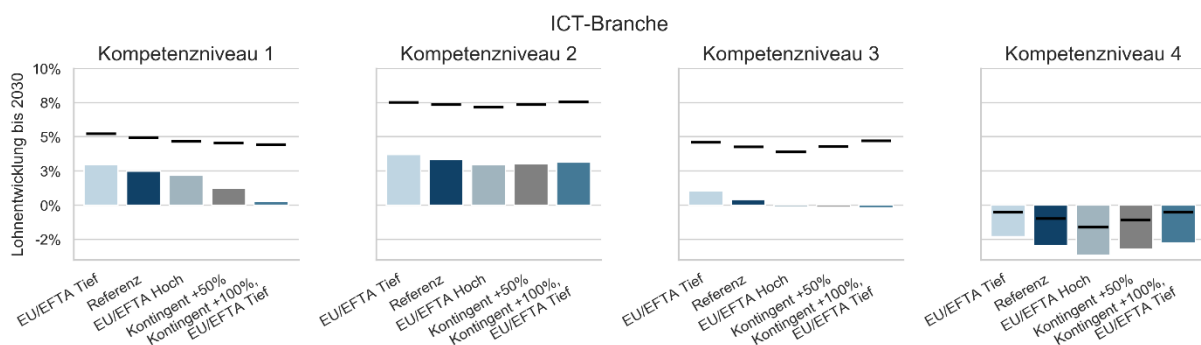 ICT-Branche
Kompetenzniveau 1
Kompetenzniveau 2
Kompetenzniveau 3
Kompetenzniveau 4
Lohnentwicklung bis 2030
10%
8%
5%
3%
0%
-2%
EU/EFTA Tief
Referenz
EU/EFTA Hoch
Kontingent +50%
Kontingent +100%,
EU/EFTA Tief
EU/EFTA Tief
Referenz
EU/EFTA Hoch
Kontingent +50%
Kontingent +100%,
EU/EFTA Tief
EU/EFTA Tief
Referenz
EU/EFTA Hoch
Kontingent +50%
Kontingent +100%,
EU/EFTA Tief
EU/EFTA Tief
Referenz
EU/EFTA Hoch
Kontingent +50%
Kontingent +100%,
EU/EFTA Tief